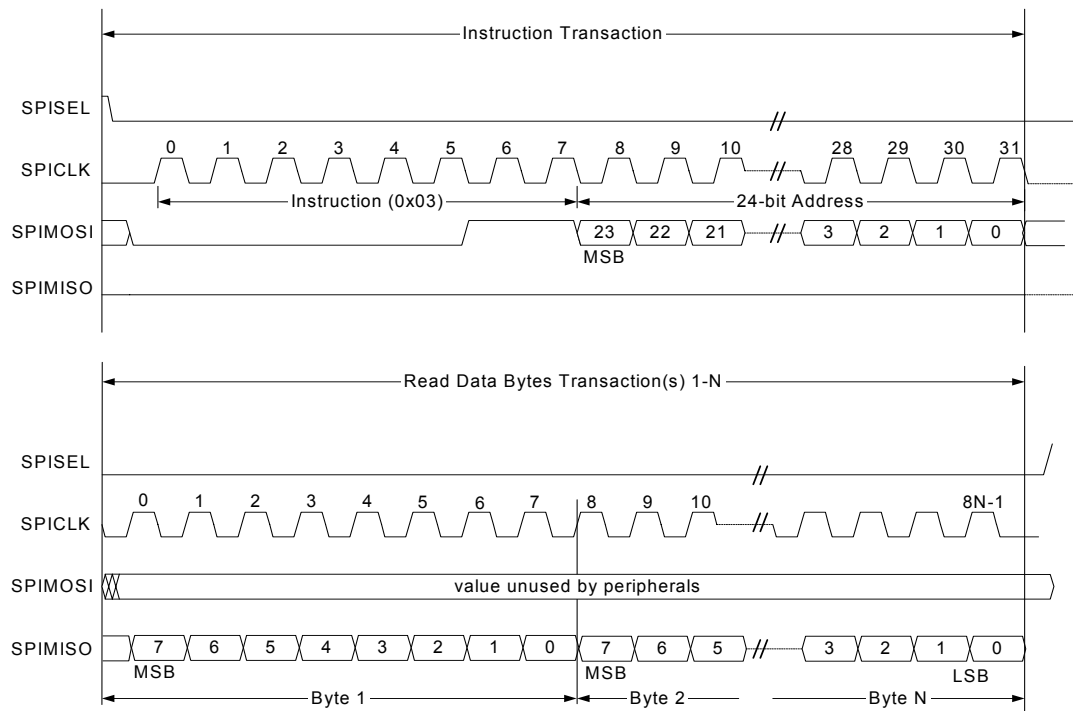 Instruction Transaction
SPISEL
0 1 2 3 4 5 6 7 8 9 10 28 29 30 31
SPICLK
Instruction (0x03) 24-bit Address
SPIMOSI 23 22 21 3 2 1 0
MSB
SPIMISO
Read Data Bytes Transaction(s) 1-N
SPISEL
0 1 2 3 4 5 6 7 8 9 10 8N-1
SPICLK
SPIMOSI value unused by peripherals
SPIMISO 7 6 5 4 3 2 1 0 7 6 5 3 2 1 0
MSB MSB LSB
Byte 1 Byte 2 Byte N